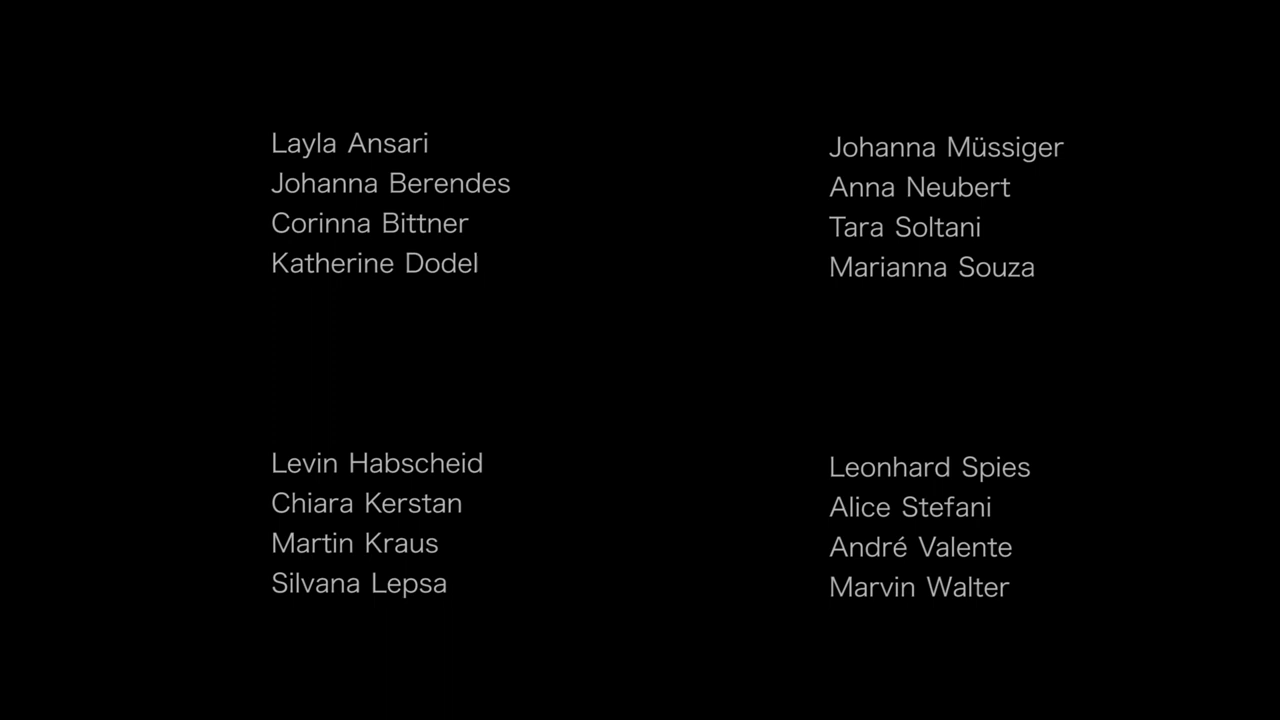 Layla Ansari
Johanna Berendes
Corinna Bittner
Katherine Dodel
Levin Habscheid
Chiara Kerstan
Martin Kraus
Silvana Lepsa
Johanna Müssiger
Anna Neubert
Tara Soltani
Marianna Souza
Leonhard Spies
Alice Stefani
André Valente
Marvin Walter